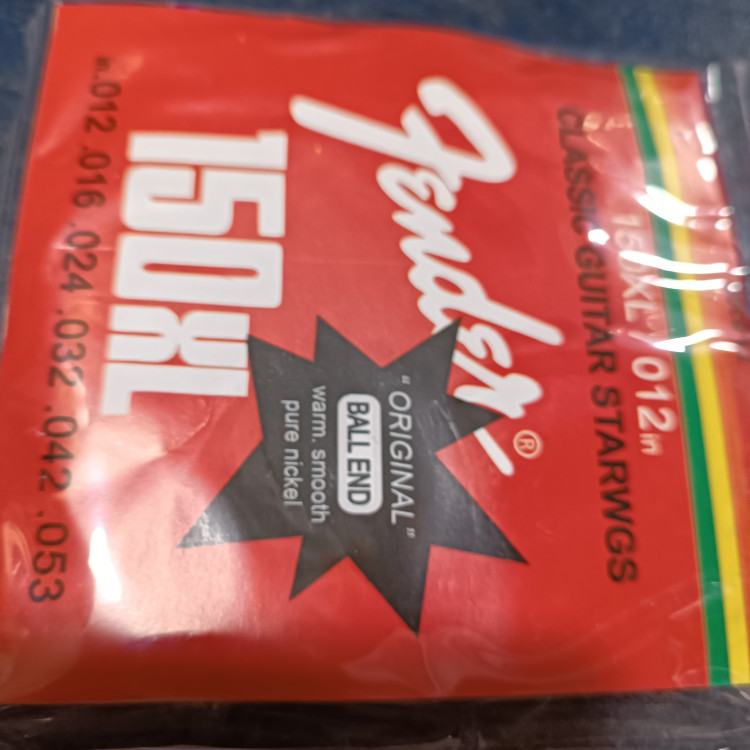 150XL .012in
CLASSIC GUITAR STARWGS
Fender®
"ORIGINAL"
BALL END
warm. smooth
pure nickel
150XL
in.012 .016 .024 .032 .042 .053